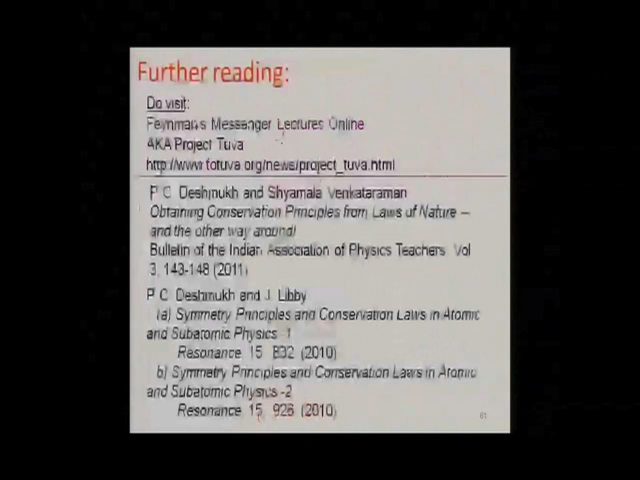 Further reading:
Do visit:
Feynman's Messenger Lectures Online
AKA Project Tuva
http://www.fotuva.org/news/project_tuva.html
P C Deshmukh and Shyamala Venkataraman
Obtaining Conservation Principles from Laws of Nature –
and the other way around!
Bulletin of the Indian Association of Physics Teachers Vol
3, 143-148 (2011)
P C Deshmukh and J. Libby
(a) Symmetry Principles and Conservation Laws in Atomic
and Subatomic Physics -1
Resonance 15 832 (2010)
b) Symmetry Principles and Conservation Laws in Atomic
and Subatomic Physics -2
Resonance 15, 926 (2010)